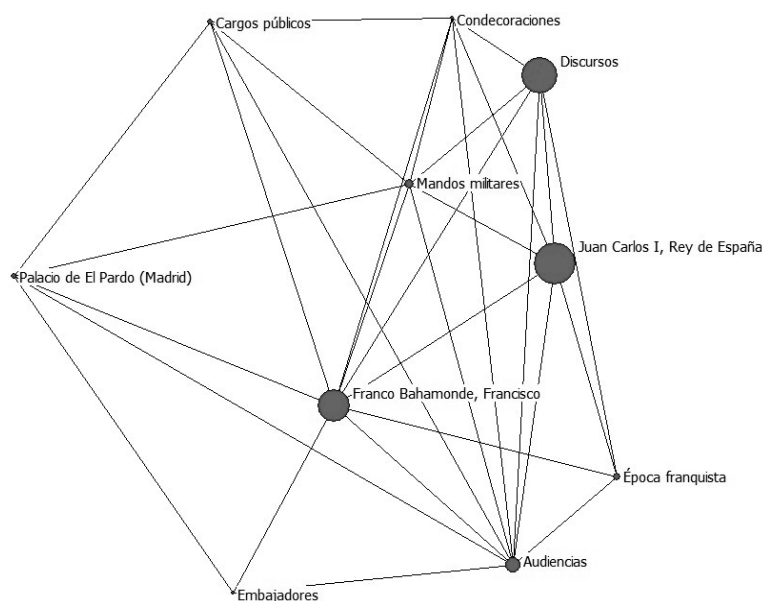 Cargos públicos
Condecoraciones
Discursos
Mandos militares
Juan Carlos I, Rey de España
Palacio de El Pardo (Madrid)
Franco Bahamonde, Francisco
Época franquista
Audiencias
Embajadores